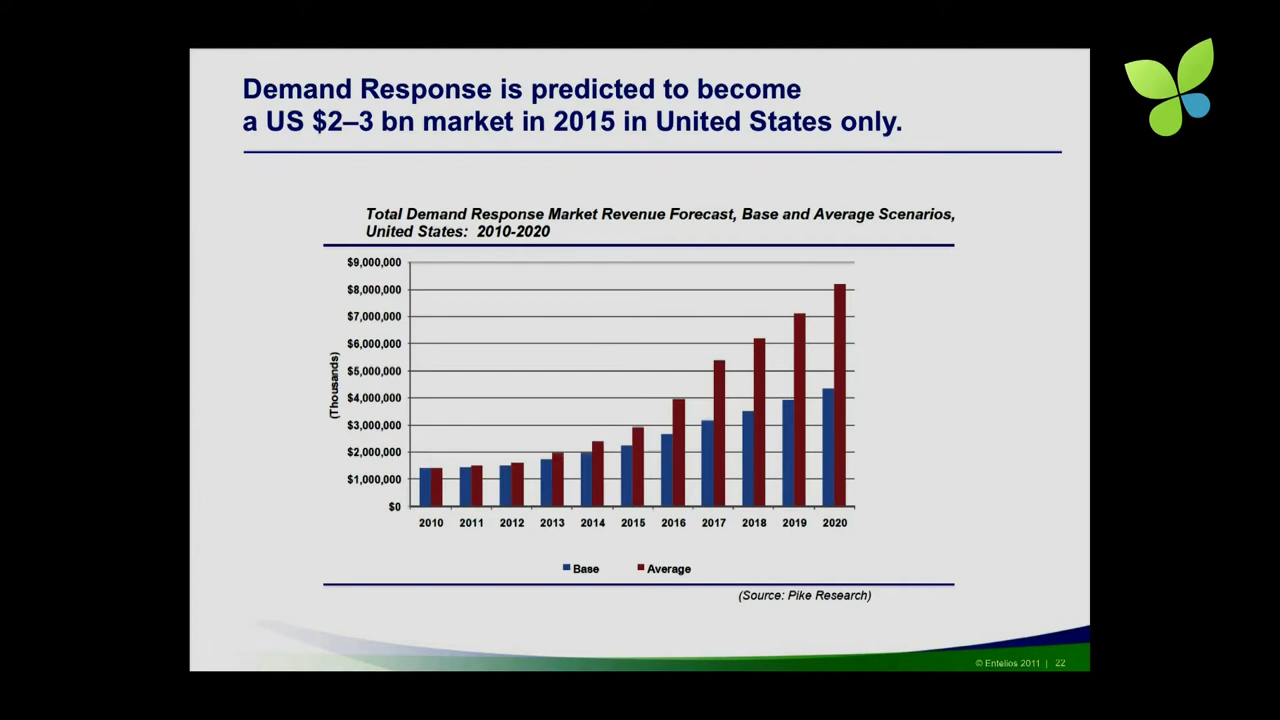 Demand Response is predicted to become
a US $2–3 bn market in 2015 in United States only.
Total Demand Response Market Revenue Forecast, Base and Average Scenarios,
United States: 2010-2020
$9,000,000
$8,000,000
$7,000,000
$6,000,000
$5,000,000
$4,000,000
$3,000,000
$2,000,000
$1,000,000
$0
(Thousands)
2010 2011 2012 2013 2014 2015 2016 2017 2018 2019 2020
Base Average
(Source: Pike Research)
© Entelios 2011 | 22